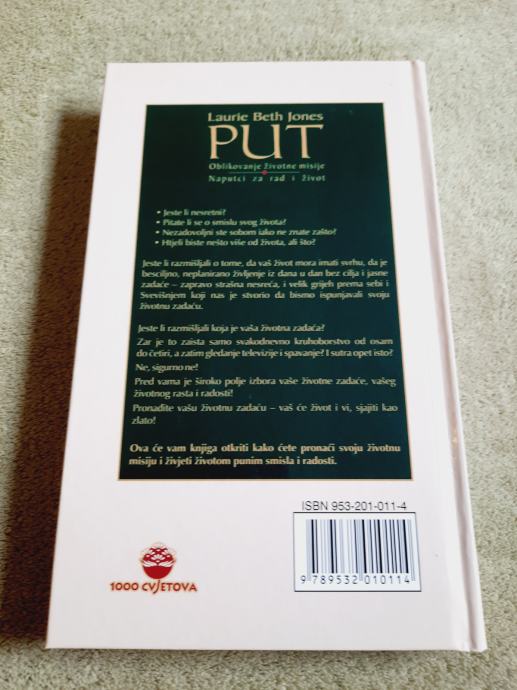 Laurie Beth Jones
PUT
Oblikovanje životne misije
Naputci za rad i život
• Jeste li nesretni?
• Pitate li se o smislu svog života?
• Nezadovoljni ste sobom iako ne znate zašto?
• Htjeli biste nešto više od života, ali što?
Jeste li razmišljali o tome, da vaš život mora imati svrhu, da je
besciljno, neplanirano življenje iz dana u dan bez cilja i jasne
zadaće – zapravo strašna nesreća, i velik grijeh prema sebi i
Svevišnjem koji nas je stvorio da bismo ispunjavali svoju
životnu zadaću.
Jeste li razmišljali koja je vaša životna zadaća?
Zar je to zaista samo svakodnevno kruhoborstvo od osam
do četiri, a zatim gledanje televizije i spavanje? I sutra opet isto?
Ne, sigurno ne!
Pred vama je široko polje izbora vaše životne zadaće, vašeg
životnog rasta i radosti!
Pronađite vašu životnu zadaću – vaš će život i vi, sjajiti kao
zlato!
Ova će vam knjiga otkriti kako ćete pronaći svoju životnu
misiju i živjeti životom punim smisla i radosti.
ISBN 953-201-011-4
9 789532 010114
1000 CVJETOVA